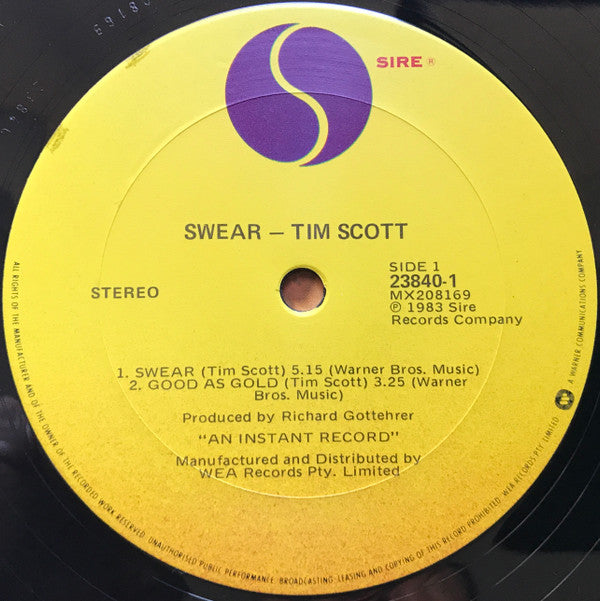 SIRE ®
SWEAR – TIM SCOTT
STEREO
SIDE 1
23840-1
MX208169
℗ 1983 Sire
Records Company
1. SWEAR (Tim Scott) 5.15 (Warner Bros. Music)
2. GOOD AS GOLD (Tim Scott) 3.25 (Warner
Bros. Music)
Produced by Richard Gottehrer
"AN INSTANT RECORD"
Manufactured and Distributed by
WEA Records Pty. Limited
ALL RIGHTS OF THE MANUFACTURER AND OF THE OWNER OF THE RECORDED WORK RESERVED. UNAUTHORISED PUBLIC PERFORMANCE, BROADCASTING, LEASING AND COPYING OF THIS RECORD PROHIBITED. WEA RECORDS PTY. LIMITED.
A WARNER COMMUNICATIONS COMPANY